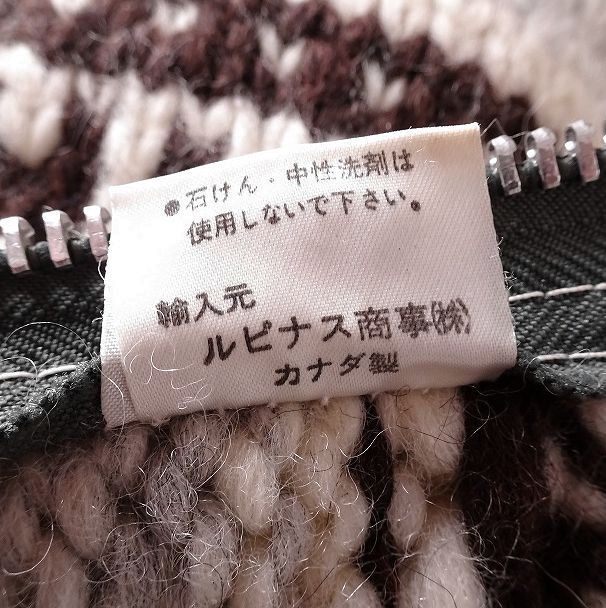 ●石けん・中性洗剤は
使用しないで下さい。
輸入元
ルピナス商事㈱
カナダ製